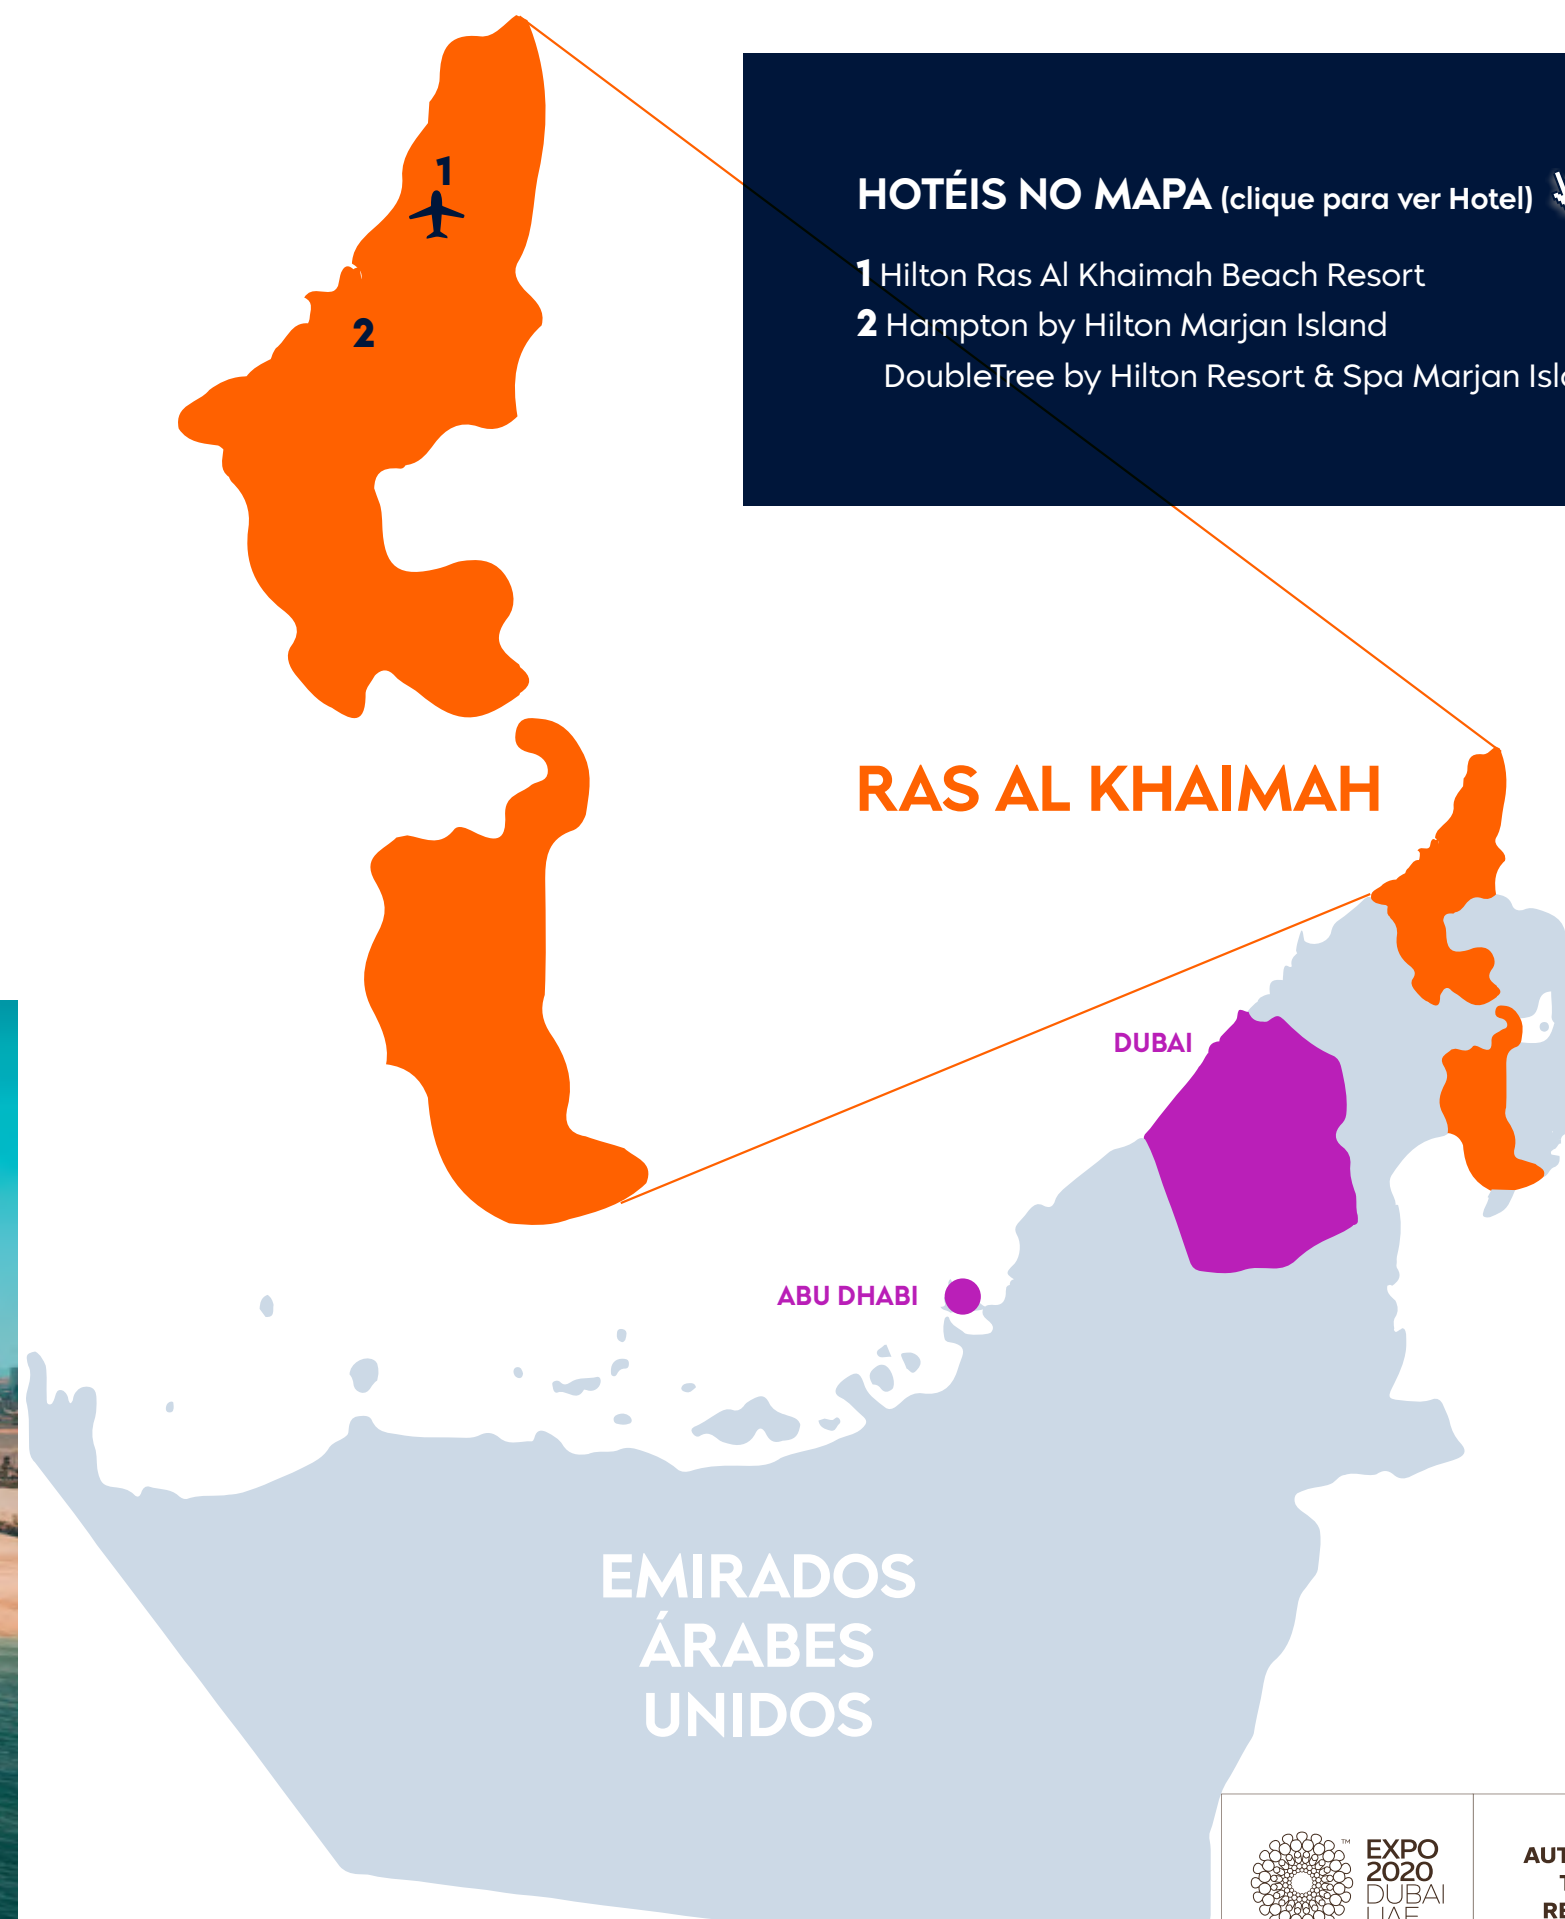 1
2
HOTÉIS NO MAPA (clique para ver Hotel)
1 Hilton Ras Al Khaimah Beach Resort
2 Hampton by Hilton Marjan Island
DoubleTree by Hilton Resort & Spa Marjan
RAS AL KHAIMAH
DUBAI
ABU DHABI
EMIRADOS
ÁRABES
UNIDOS
EXPO
2020
DUBAI
UAE
TM